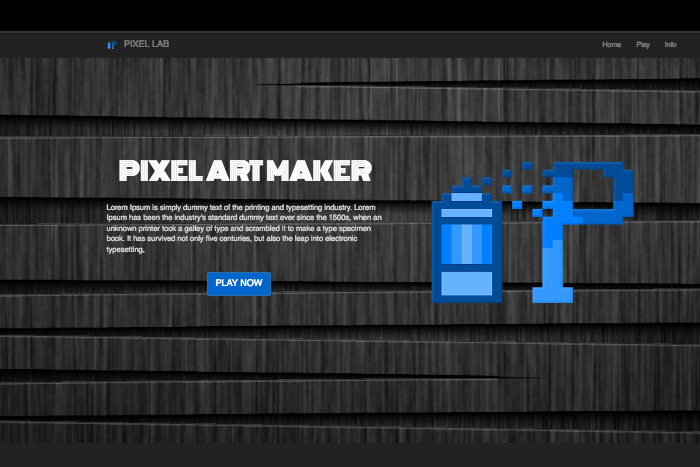 PIXEL LAB
Home Play Info
PIXEL ART MAKER
Lorem Ipsum is simply dummy text of the printing and typesetting industry. Lorem
Ipsum has been the industry's standard dummy text ever since the 1500s, when an
unknown printer took a galley of type and scrambled it to make a type specimen
book. It has survived not only five centuries, but also the leap into electronic
typesetting,
PLAY NOW
P